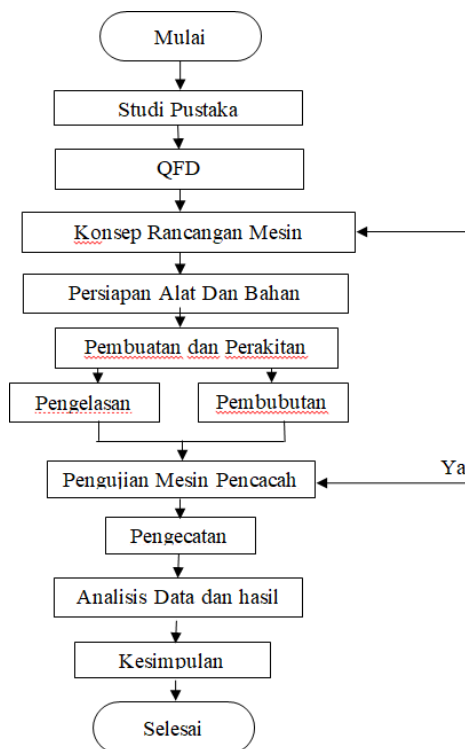 Mulai
Studi Pustaka
QFD
Konsep Rancangan Mesin
Persiapan Alat Dan Bahan
Pembuatan dan Perakitan
Pengelasan
Pembubutan
Ya
Pengujian Mesin Pencacah
Pengecatan
Analisis Data dan hasil
Kesimpulan
Selesai